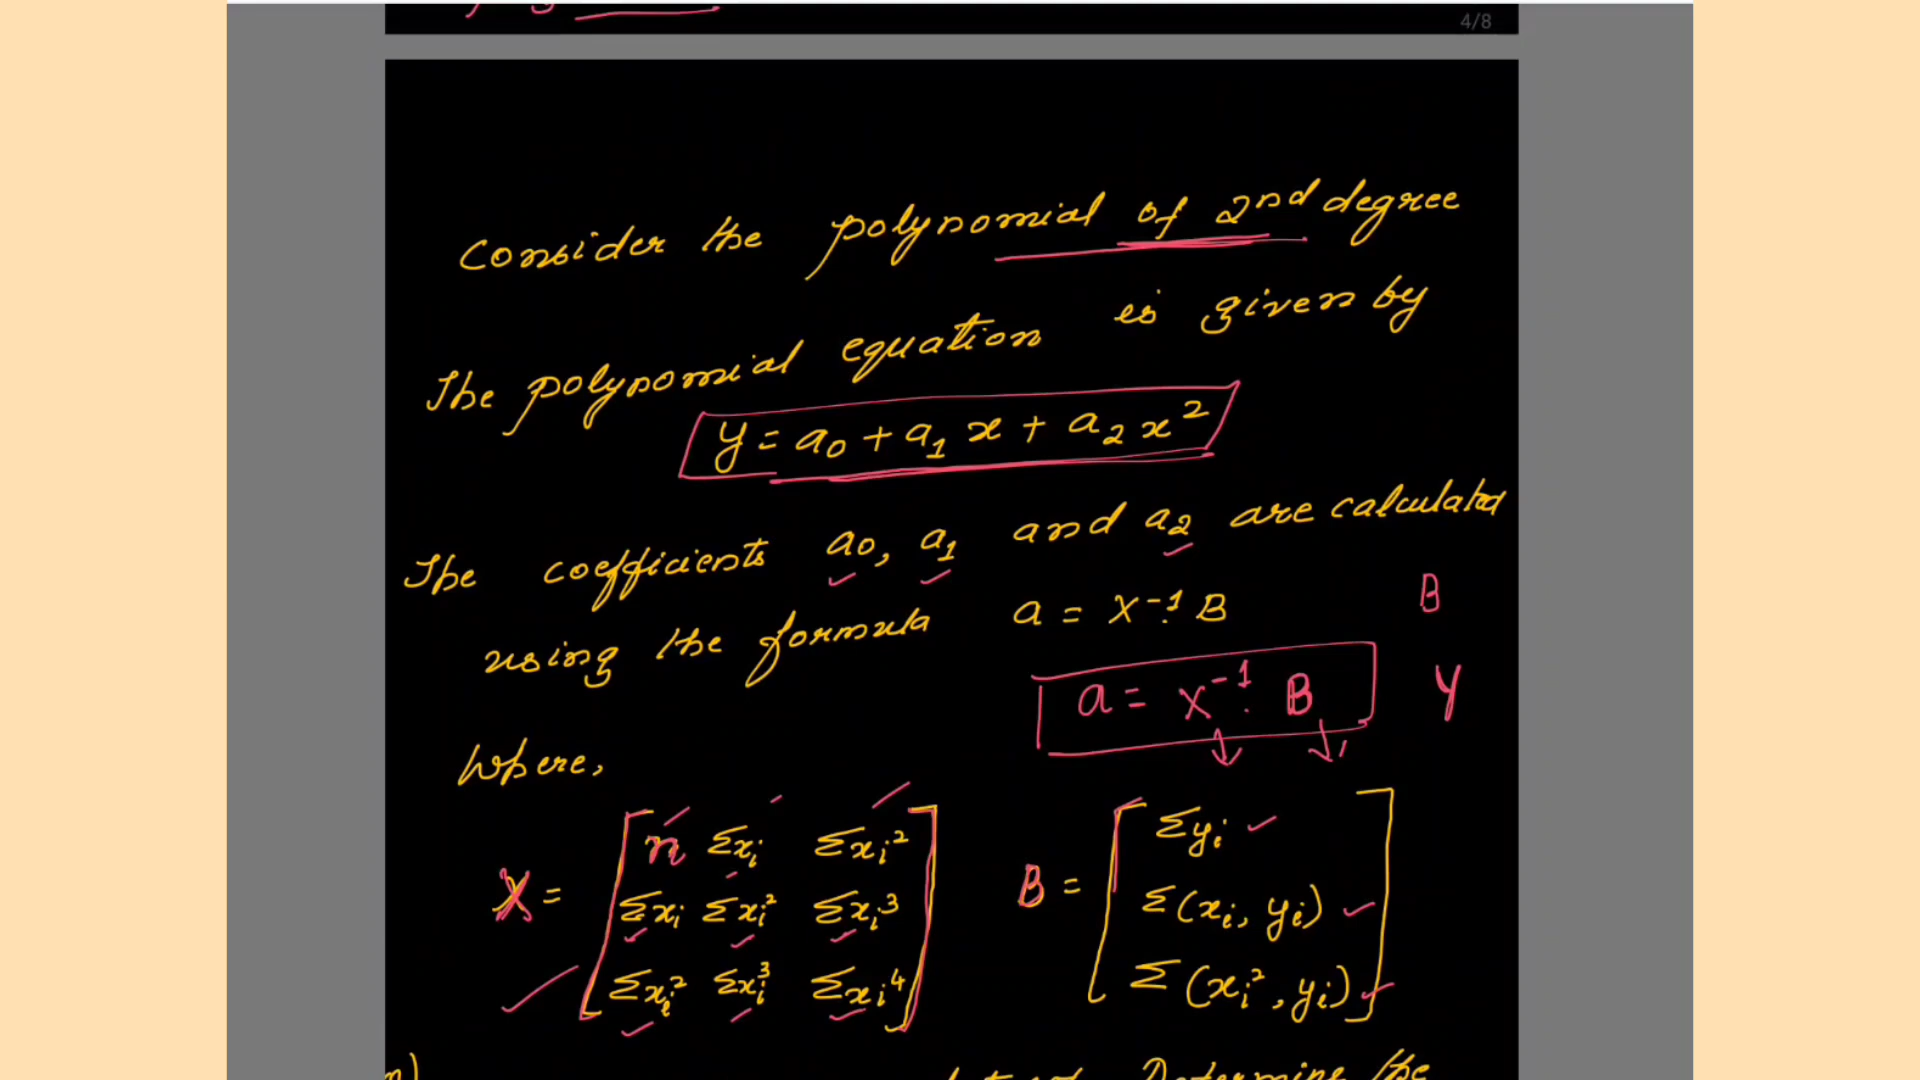 4/8
Consider the polynomial of 2nd degree
The polynomial equation is given by
y = a₀ + a₁ x + a₂ x²
The coefficients a₀, a₁ and a₂ are calculated
using the formula a = X⁻¹. B
B
a = X⁻¹. B
Y
Where,
X = [ n Σxᵢ Σxᵢ² B = [ Σyᵢ
Σxᵢ Σxᵢ² Σxᵢ³ Σ(xᵢ, yᵢ)
Σxᵢ² Σxᵢ³ Σxᵢ⁴ ] Σ(xᵢ², yᵢ) ]
Determine the